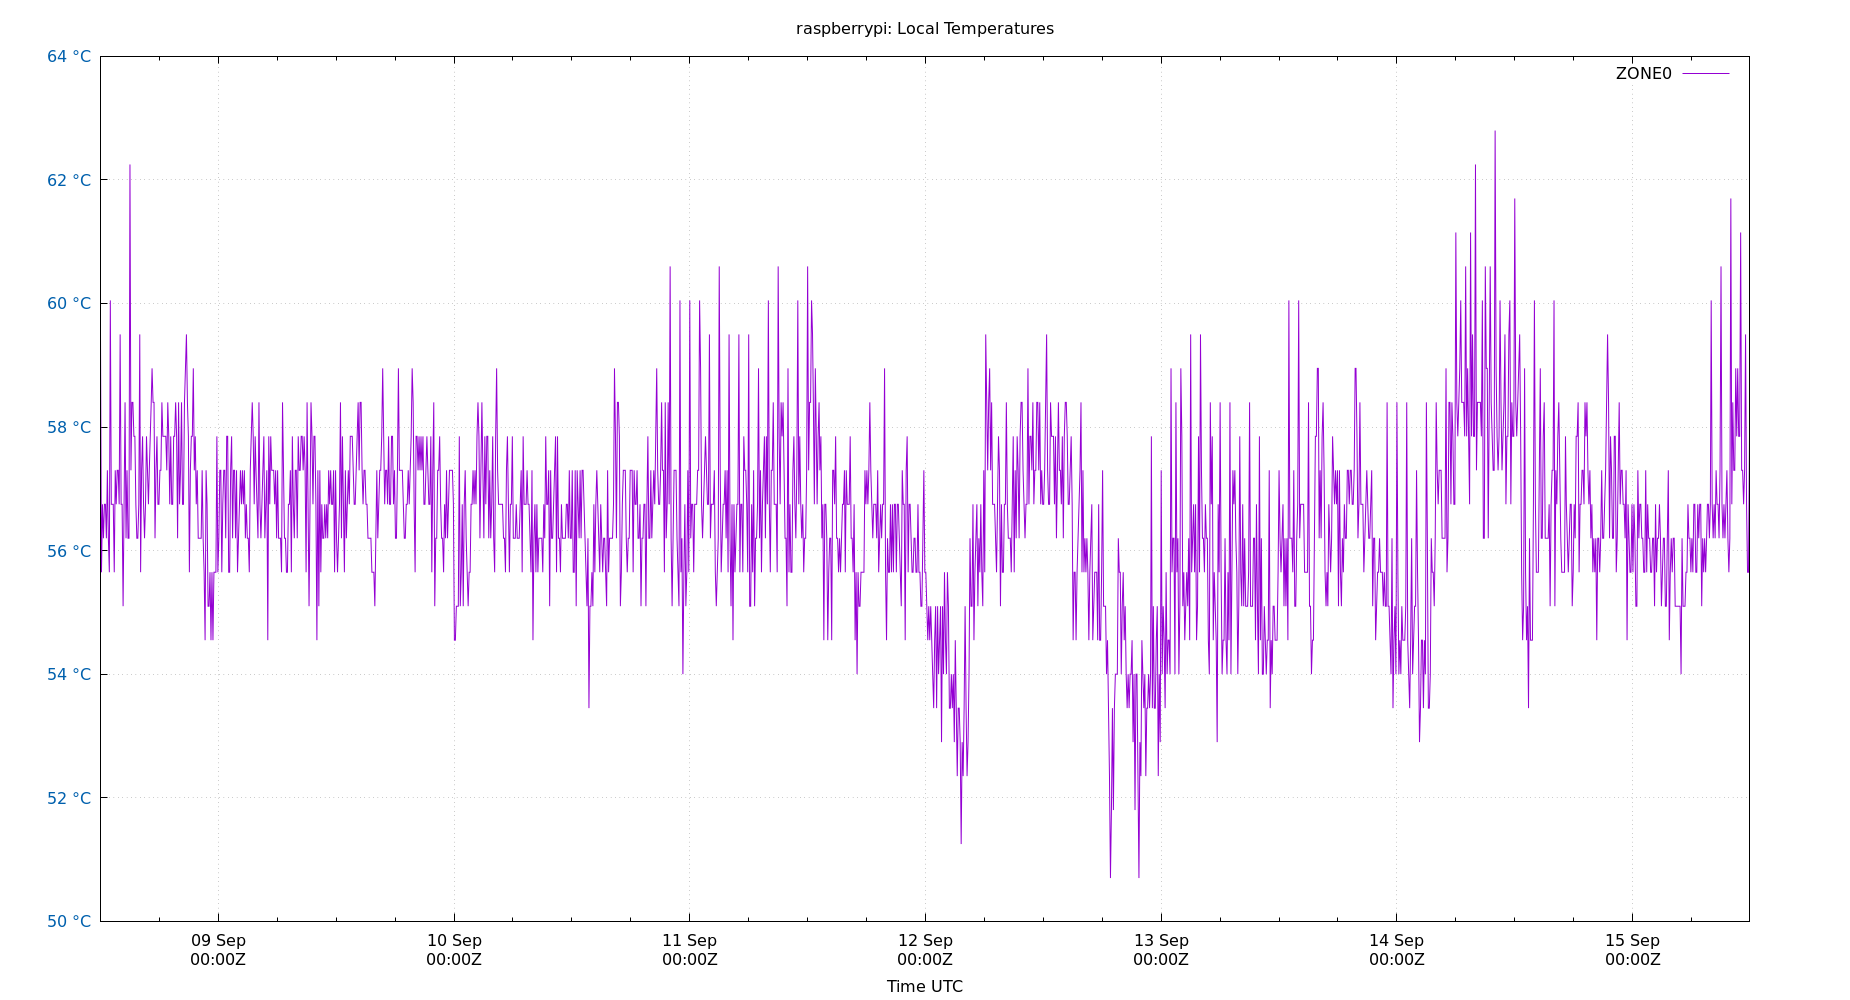 raspberrypi: Local Temperatures
64 °C
ZONE0
62 °C
60 °C
58 °C
56 °C
54 °C
52 °C
50 °C
09 Sep 10 Sep 11 Sep 12 Sep 13 Sep 14 Sep 15 Sep
00:00Z 00:00Z 00:00Z 00:00Z 00:00Z 00:00Z 00:00Z
Time UTC